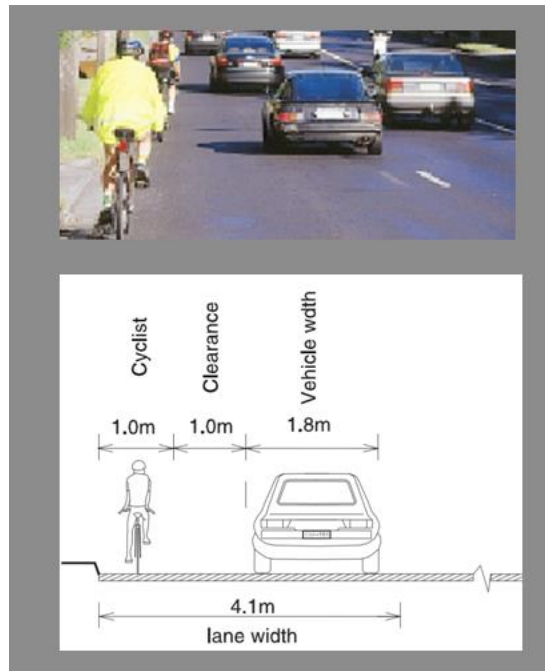 Cyclist
Clearance
Vehicle wdth
1.0m
1.0m
1.8m
4.1m
lane width